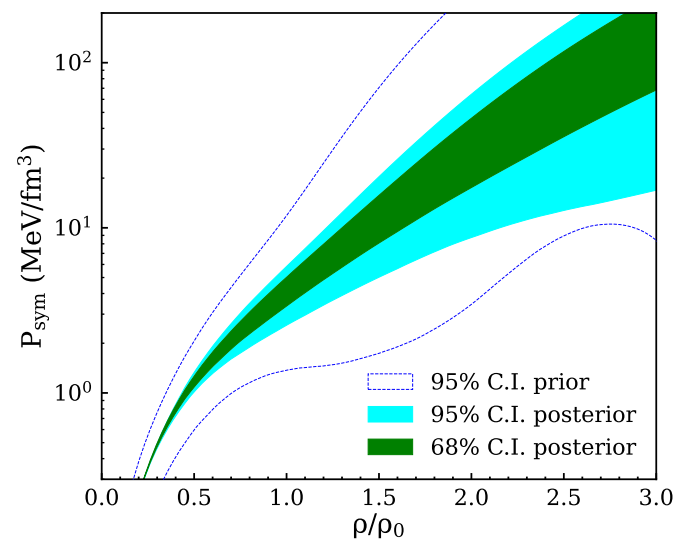 10²
10¹
10⁰
P_sym (MeV/fm³)
95% C.I. prior
95% C.I. posterior
68% C.I. posterior
0.0 0.5 1.0 1.5 2.0 2.5 3.0
ρ/ρ₀